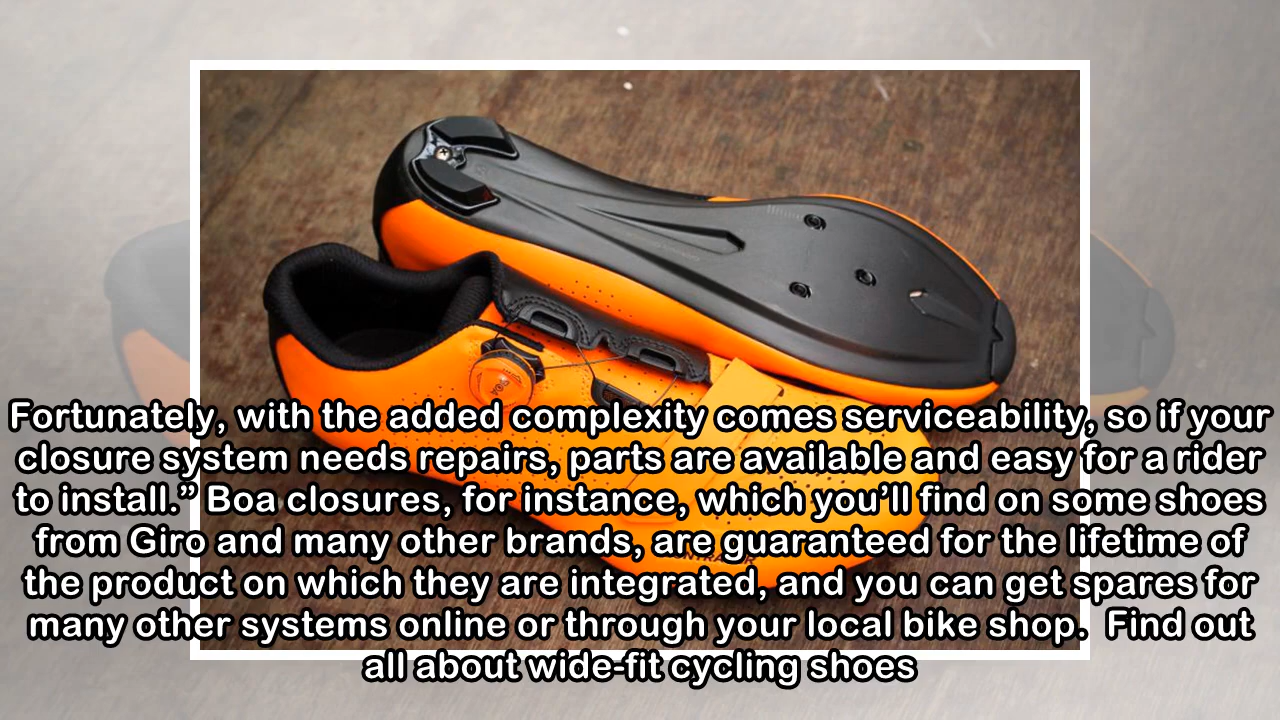 Fortunately, with the added complexity comes serviceability, so if your
closure system needs repairs, parts are available and easy for a rider
to install.” Boa closures, for instance, which you’ll find on some shoes
from Giro and many other brands, are guaranteed for the lifetime of
the product on which they are integrated, and you can get spares for
many other systems online or through your local bike shop.  Find out
all about wide-fit cycling shoes